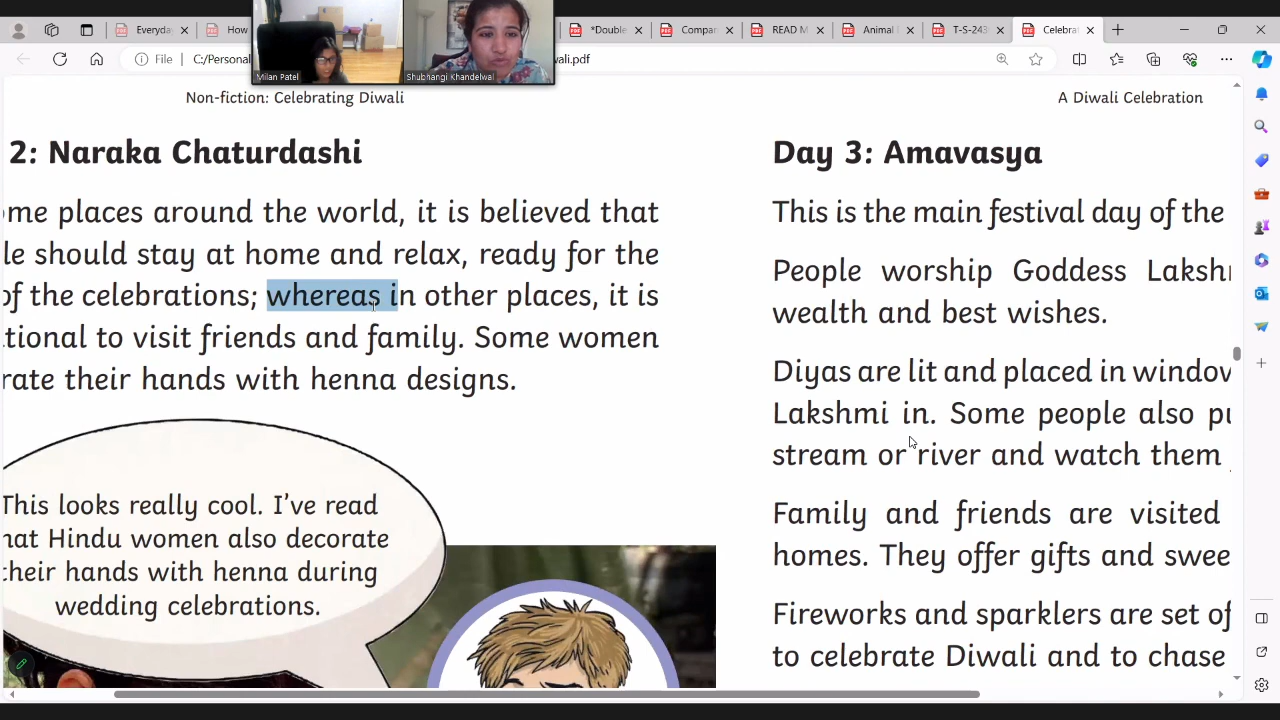 Everyday
How
*Double
Compar
READ M
Animal
T-S-243
Celebra
Milan Patel
Shubhangi Khandelwal
File
C:/Personal
wali.pdf
Non-fiction: Celebrating Diwali
A Diwali Celebration
2: Naraka Chaturdashi
ome places around the world, it is believed that
le should stay at home and relax, ready for the
of the celebrations; whereas in other places, it is
tional to visit friends and family. Some women
rate their hands with henna designs.
This looks really cool. I've read
hat Hindu women also decorate
their hands with henna during
wedding celebrations.
Day 3: Amavasya
This is the main festival day of the
People worship Goddess Lakshm
wealth and best wishes.
Diyas are lit and placed in window
Lakshmi in. Some people also pu
stream or river and watch them
Family and friends are visited
homes. They offer gifts and swee
Fireworks and sparklers are set of
to celebrate Diwali and to chase